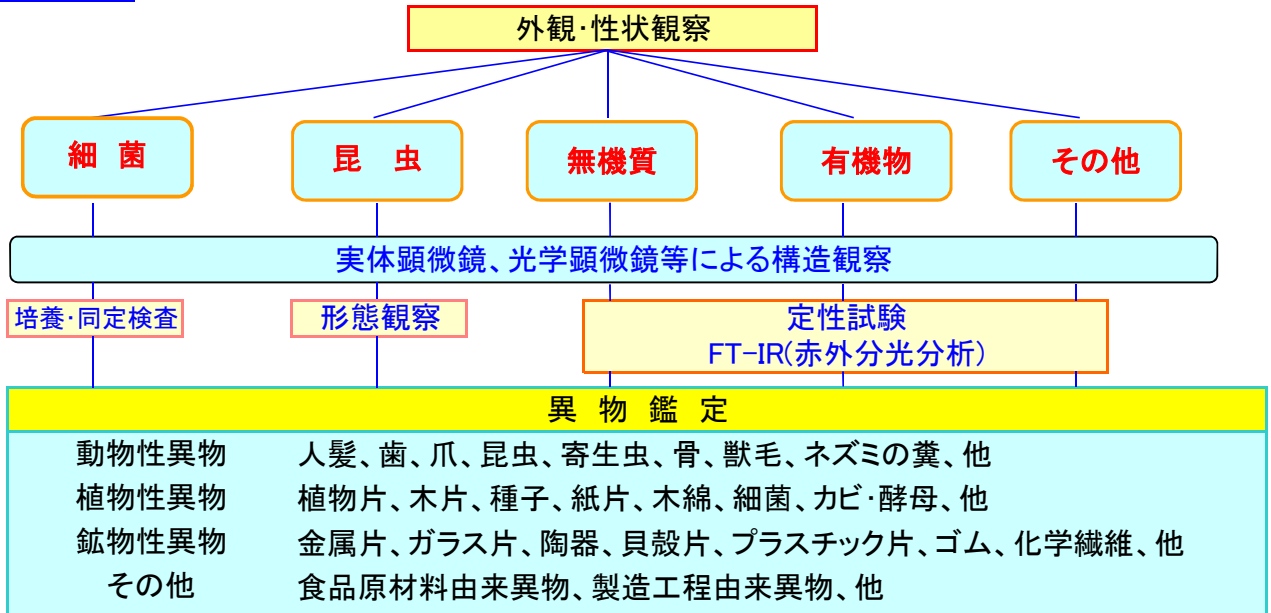 外観・性状観察
細 菌
昆 虫
無機質
有機物
その他
実体顕微鏡、光学顕微鏡等による構造観察
培養・同定検査
形態観察
定性試験
FT-IR(赤外分光分析)
異 物 鑑 定
動物性異物 人髪、歯、爪、昆虫、寄生虫、骨、獣毛、ネズミの糞、他
植物性異物 植物片、木片、種子、紙片、木綿、細菌、カビ・酵母、他
鉱物性異物 金属片、ガラス片、陶器、貝殻片、プラスチック片、ゴム、化学繊維、他
その他 食品原材料由来異物、製造工程由来異物、他